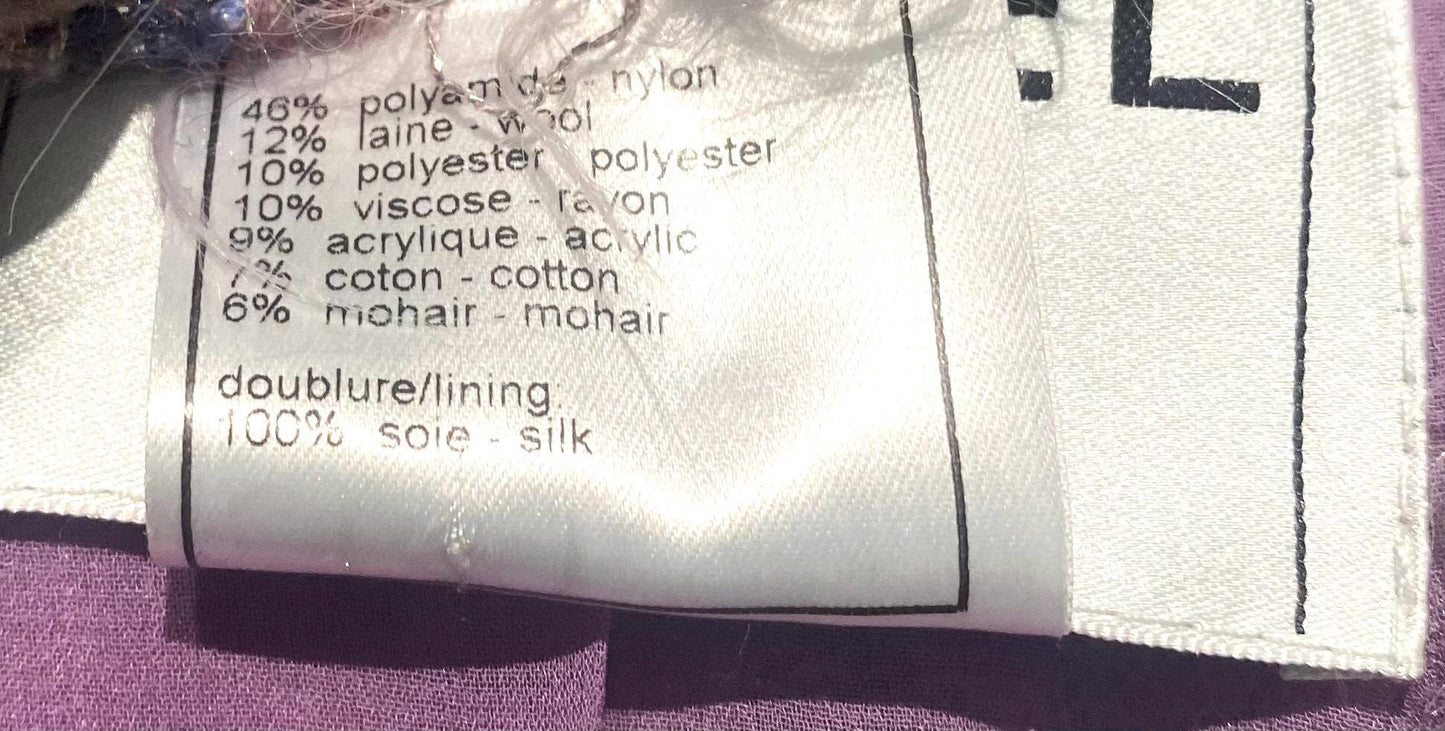 46% polyamide - nylon
12% laine - wool
10% polyester polyester
10% viscose - rayon
9% acrylique - acrylic
7% coton - cotton
6% mohair - mohair
doublure/lining:
100% soie - silk
EL